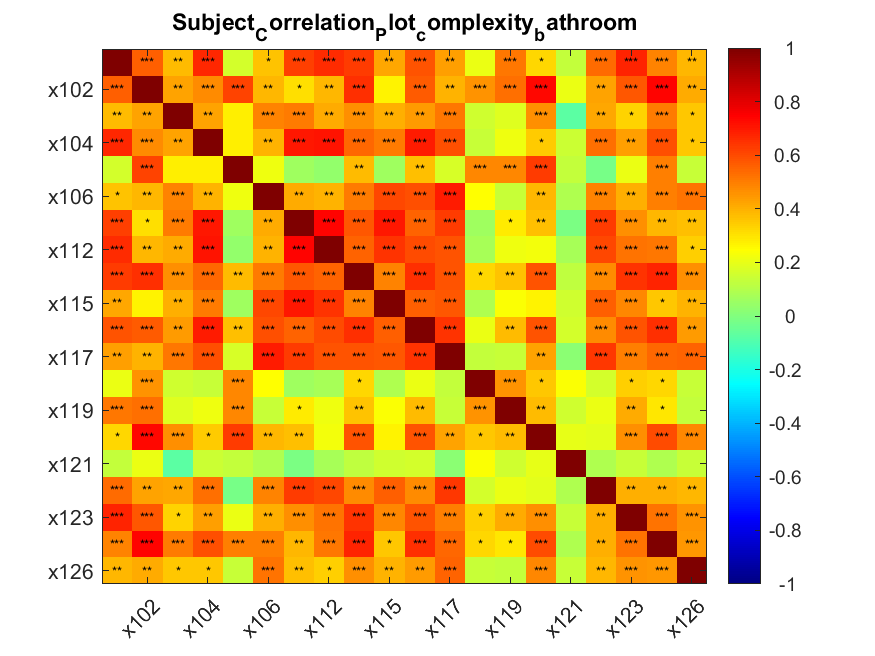 Subject_Correlation_Plot_complexity_bathroom
x102
x104
x106
x112
x115
x117
x119
x121
x123
x126
x102 x104 x106 x112 x115 x117 x119 x121 x123 x126
1
0.8
0.6
0.4
0.2
0
-0.2
-0.4
-0.6
-0.8
-1